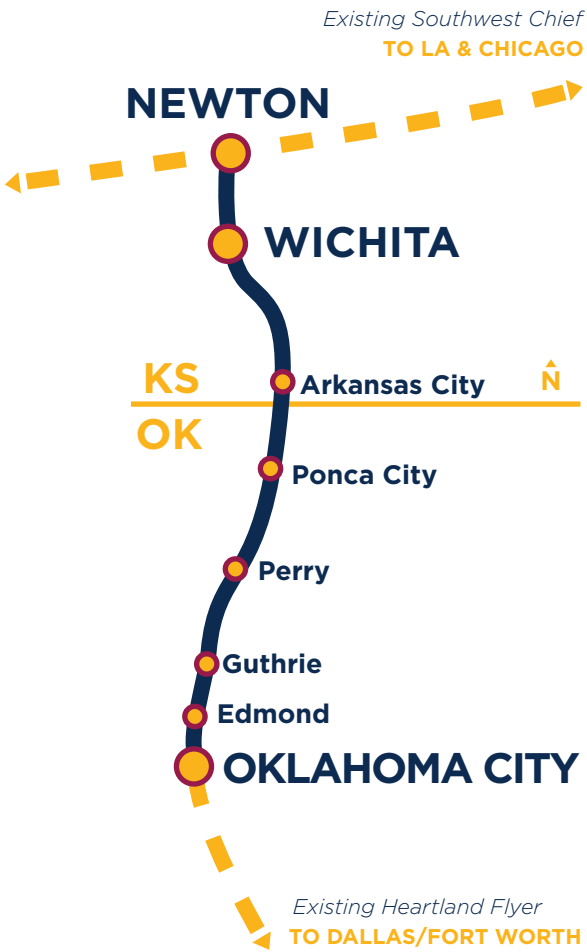 Existing Southwest Chief
TO LA & CHICAGO
NEWTON
WICHITA
KS
Arkansas City
N
OK
Ponca City
Perry
Guthrie
Edmond
OKLAHOMA CITY
Existing Heartland Flyer
TO DALLAS/FORT WORTH